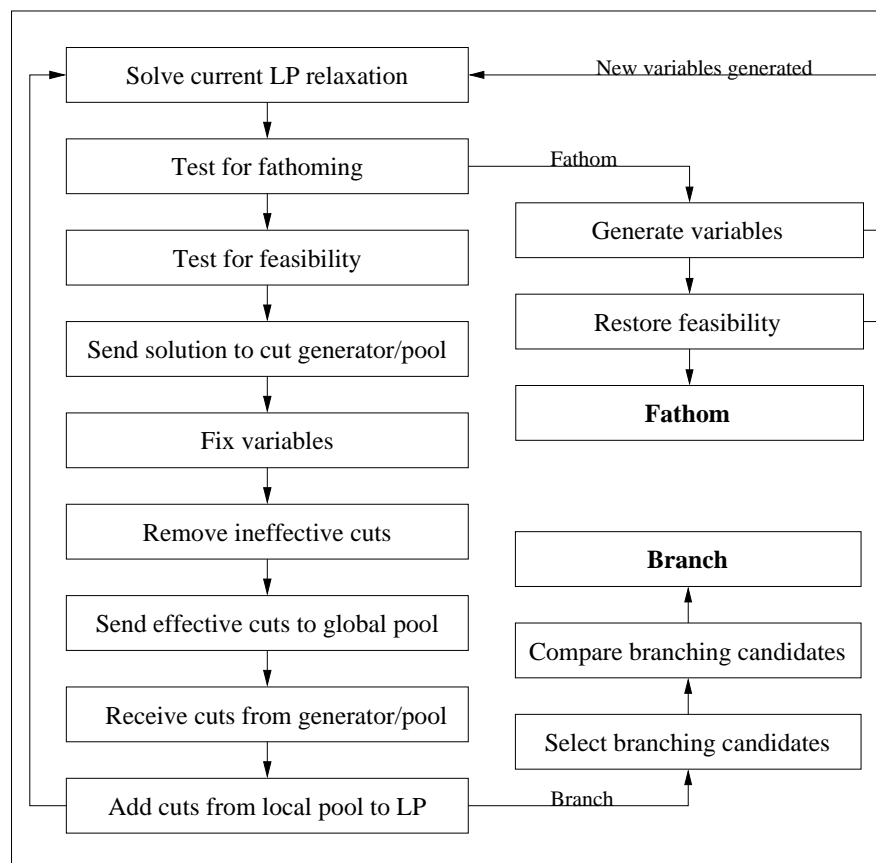 Solve current LP relaxation
New variables generated
Test for fathoming
Fathom
Generate variables
Test for feasibility
Restore feasibility
Send solution to cut generator/pool
Fathom
Fix variables
Remove ineffective cuts
Branch
Send effective cuts to global pool
Compare branching candidates
Receive cuts from generator/pool
Select branching candidates
Add cuts from local pool to LP
Branch